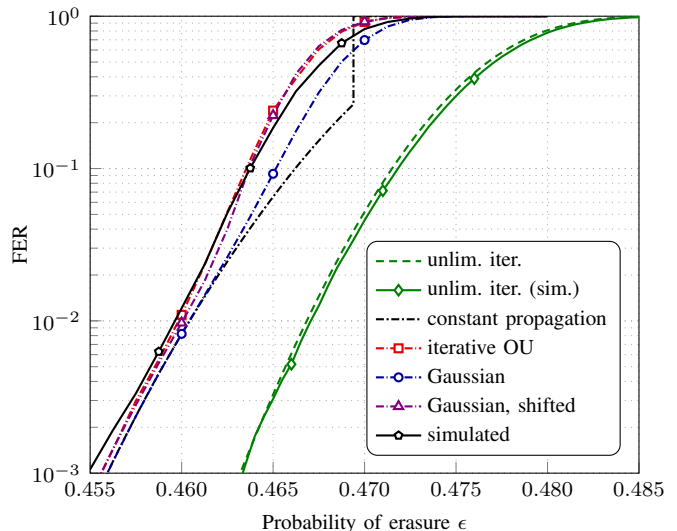 10^0
10^−1
10^−2
10^−3
FER
unlim. iter.
unlim. iter. (sim.)
constant propagation
iterative OU
Gaussian
Gaussian, shifted
simulated
0.455 0.460 0.465 0.470 0.475 0.480 0.485
Probability of erasure ϵ